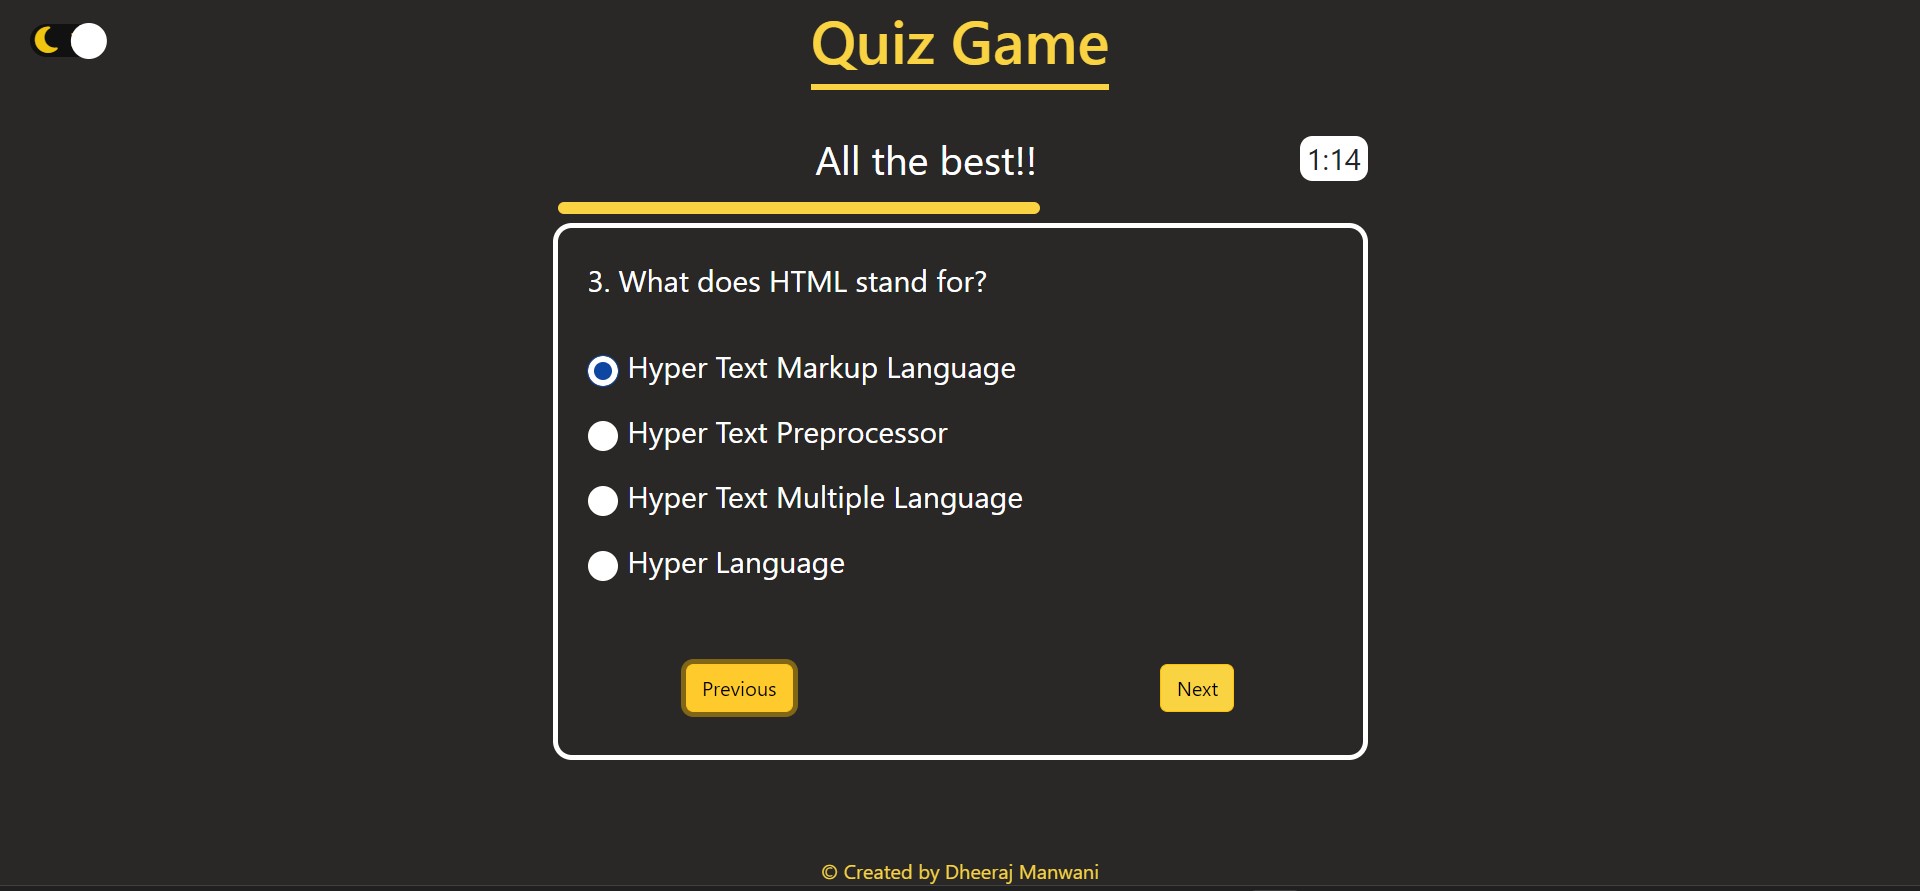 Quiz Game
All the best!!
1:14
3. What does HTML stand for?
Hyper Text Markup Language
Hyper Text Preprocessor
Hyper Text Multiple Language
Hyper Language
Previous
Next
© Created by Dheeraj Manwani